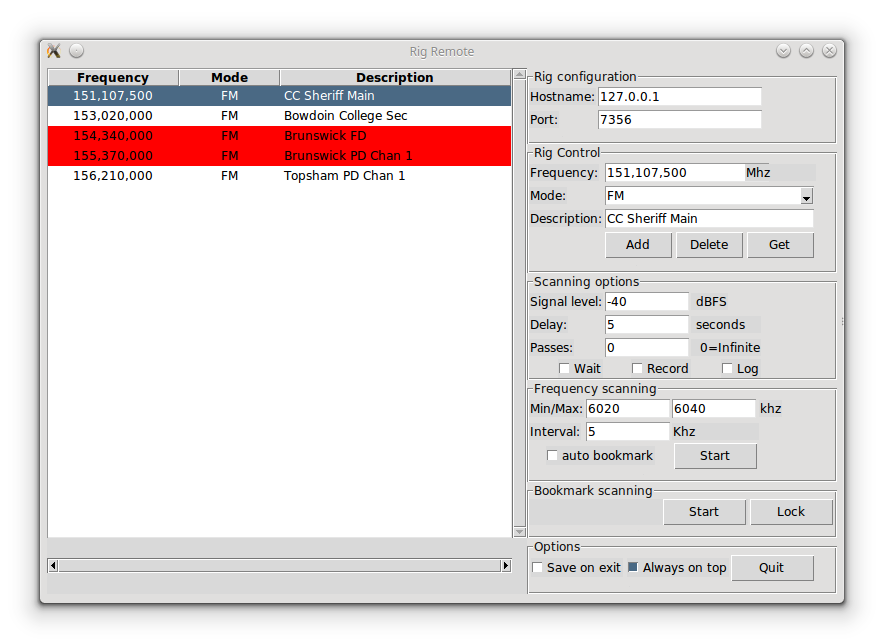 Rig Remote
Frequency Mode Description
151,107,500 FM CC Sheriff Main
153,020,000 FM Bowdoin College Sec
154,340,000 FM Brunswick FD
155,370,000 FM Brunswick PD Chan 1
156,210,000 FM Topsham PD Chan 1
Rig configuration
Hostname: 127.0.0.1
Port: 7356
Rig Control
Frequency: 151,107,500 Mhz
Mode: FM
Description: CC Sheriff Main
Add Delete Get
Scanning options
Signal level: -40 dBFS
Delay: 5 seconds
Passes: 0 0=Infinite
Wait Record Log
Frequency scanning
Min/Max: 6020 6040 khz
Interval: 5 Khz
auto bookmark Start
Bookmark scanning
Start Lock
Options
Save on exit Always on top Quit